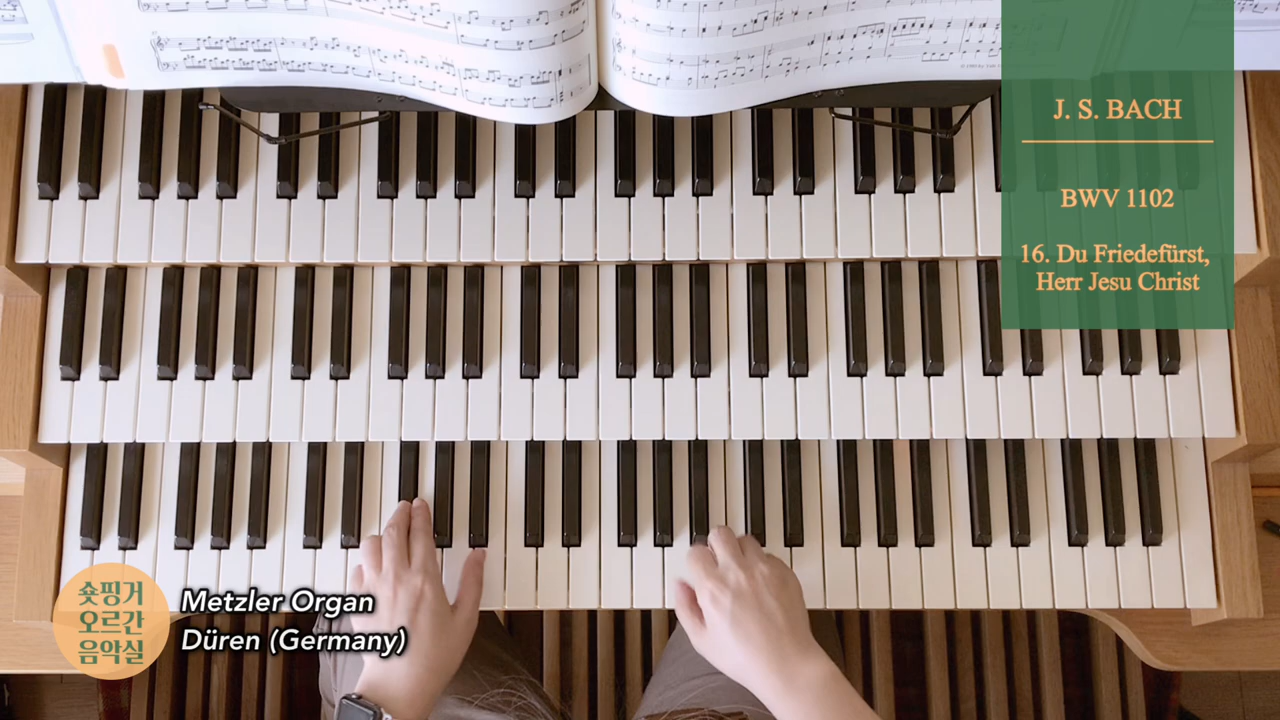 J. S. BACH
BWV 1102
16. Du Friedefürst,
Herr Jesu Christ
숏핑거
오르간
음악실
Metzler Organ
Düren (Germany)